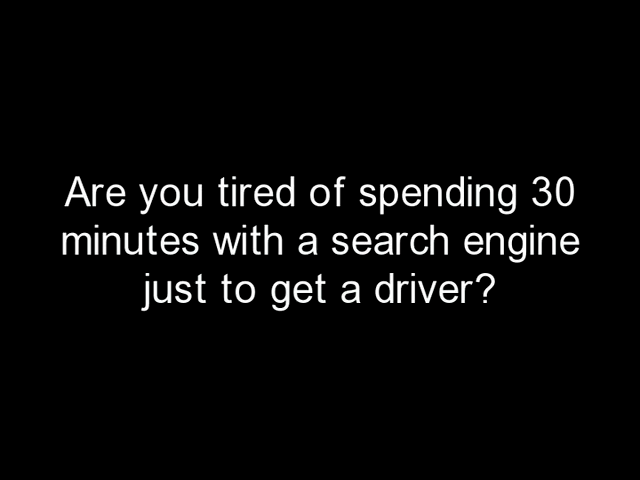 Are you tired of spending 30
minutes with a search engine
just to get a driver?